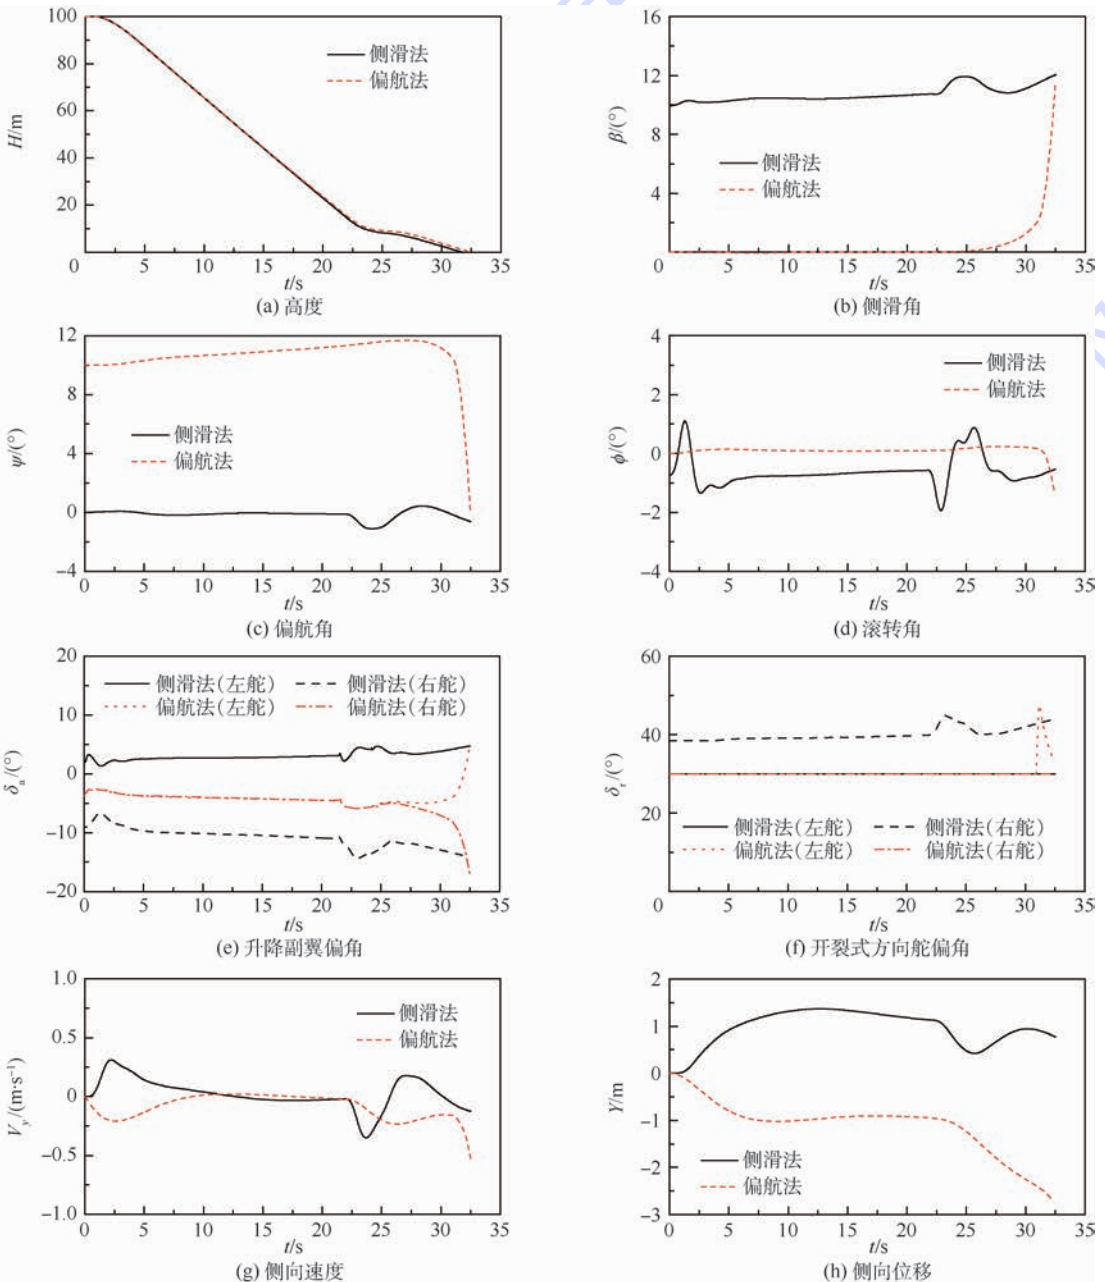 100
80
60
40
20
H/m
侧滑法
偏航法
0 5 10 15 20 25 30 35
t/s
(a) 高度
16
12
8
4
β/(°)
侧滑法
偏航法
0 5 10 15 20 25 30 35
t/s
(b) 侧滑角
12
8
4
0
−4
ψ/(°)
侧滑法
偏航法
0 5 10 15 20 25 30 35
t/s
(c) 偏航角
4
2
0
−2
−4
ϕ/(°)
侧滑法
偏航法
0 5 10 15 20 25 30 35
t/s
(d) 滚转角
20
10
0
−10
−20
δa/(°)
侧滑法(左舵) 侧滑法(右舵)
偏航法(左舵) 偏航法(右舵)
0 5 10 15 20 25 30 35
t/s
(e) 升降副翼偏角
60
40
20
δr/(°)
侧滑法(左舵) 侧滑法(右舵)
偏航法(左舵) 偏航法(右舵)
0 5 10 15 20 25 30 35
t/s
(f) 开裂式方向舵偏角
1.0
0.5
0
−0.5
−1.0
Vy/(m·s⁻¹)
侧滑法
偏航法
0 5 10 15 20 25 30 35
t/s
(g) 侧向速度
2
1
0
−1
−2
−3
Y/m
侧滑法
偏航法
0 5 10 15 20 25 30 35
t/s
(h) 侧向位移